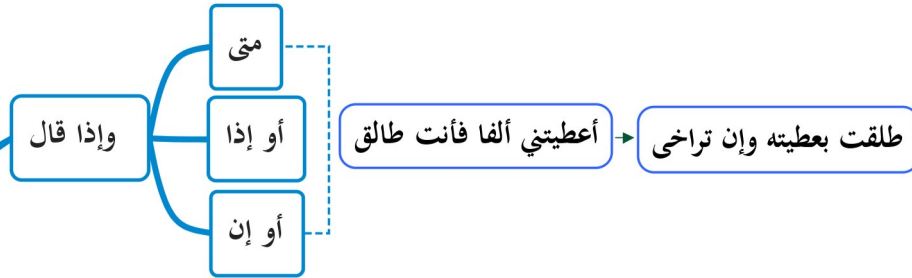 وإذا قال
متى
أو إذا
أو إن
أعطيتني ألفا فأنت طالق
طلقت بعطيته وإن تراخى